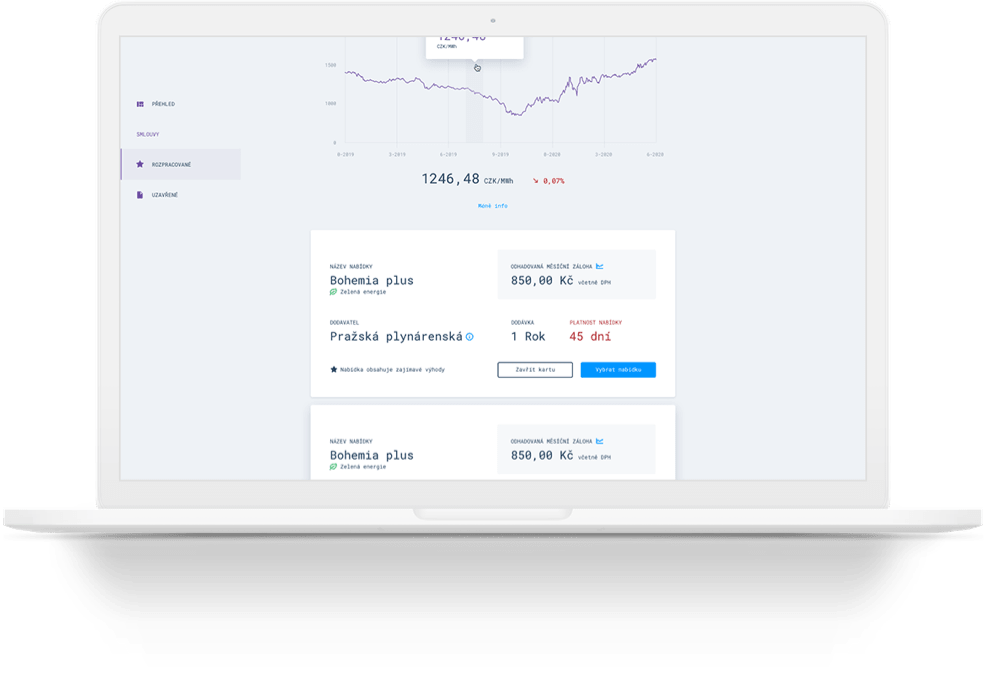 1246,48
CZK/MWh
1500
1000
0
PŘEHLED
SMLOUVY
ROZPRACOVANÉ
UZAVŘENÉ
0-2019 3-2019 6-2019 9-2019 0-2020 3-2020 6-2020
1246,48 CZK/MWh 0,07%
Méně info
NÁZEV NABÍDKY
Bohemia plus
Zelená energie
ODHADOVANÁ MĚSÍČNÍ ZÁLOHA
850,00 Kč včetně DPH
DODAVATEL
Pražská plynárenská
DODÁVKA
1 Rok
PLATNOST NABÍDKY
45 dní
Nabídka obsahuje zajímavé výhody
Zavřít kartu
Vybrat nabídku
NÁZEV NABÍDKY
Bohemia plus
Zelená energie
ODHADOVANÁ MĚSÍČNÍ ZÁLOHA
850,00 Kč včetně DPH